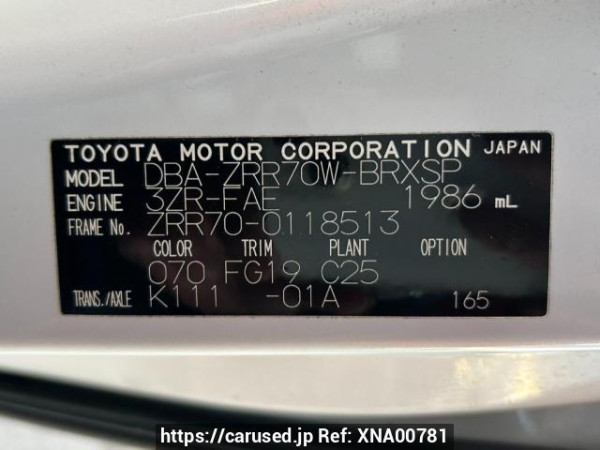 TOYOTA MOTOR CORPORATION JAPAN
MODEL DBA-ZRR70W-BRXSP
ENGINE 3ZR-FAE 1986 mL
FRAME No. ZRR70-0118513
COLOR TRIM PLANT OPTION
070 FG19 C25
TRANS./AXLE K111 -01A 165
https://carused.jp Ref: XNA00781